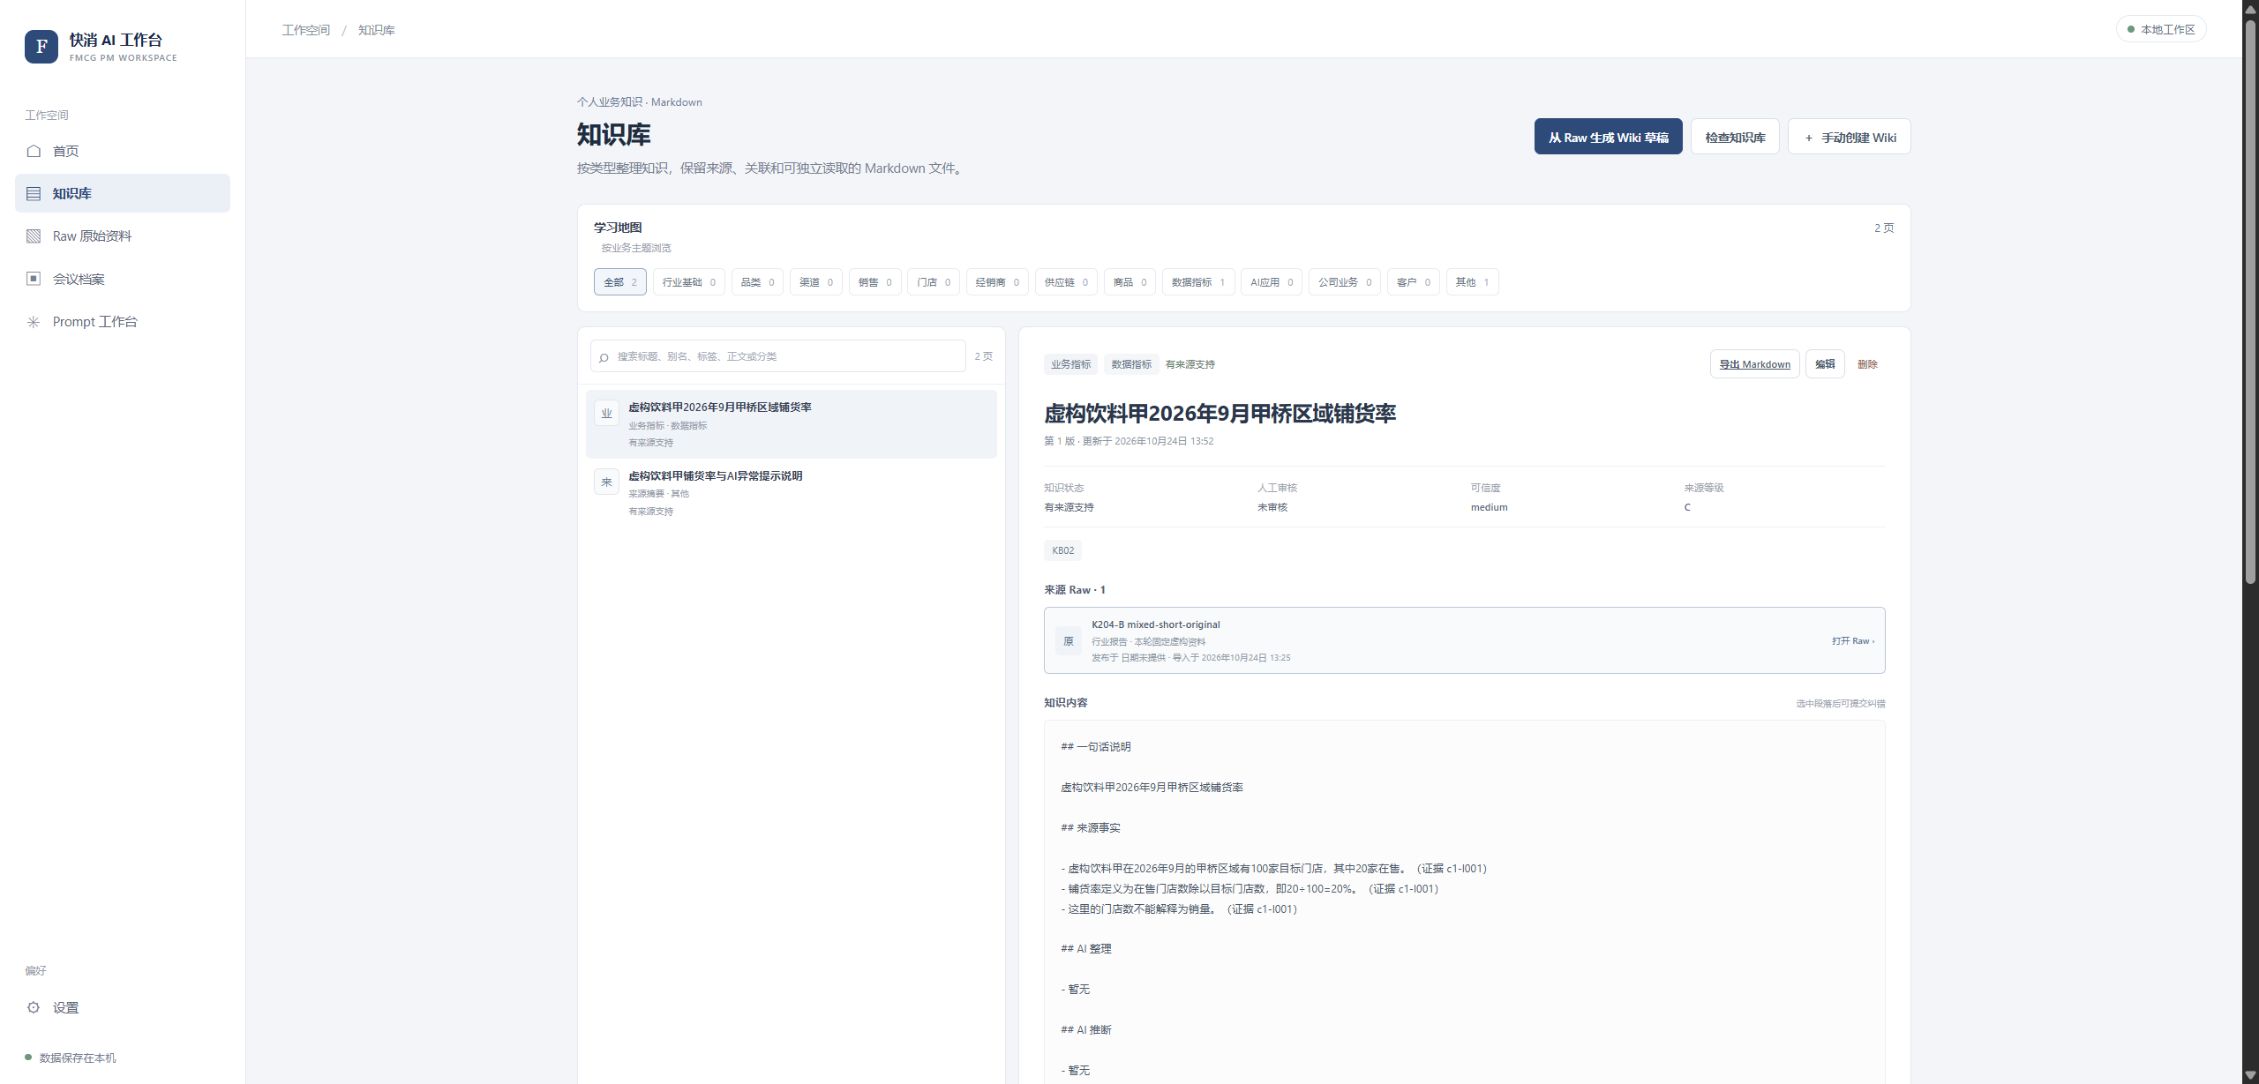 F
快消 AI 工作台
FMCG PM WORKSPACE
工作空间
首页
知识库
Raw 原始资料
会议档案
Prompt 工作台
偏好
设置
数据保存在本机
工作空间 / 知识库
本地工作区
个人业务知识 · Markdown
知识库
按类型整理知识，保留来源、关联和可独立读取的 Markdown 文件。
从 Raw 生成 Wiki 草稿
检查知识库
+ 手动创建 Wiki
学习地图
2 页
按业务主题浏览
全部 2
行业基础 0
品类 0
渠道 0
销售 0
门店 0
经销商 0
供应链 0
商品 0
数据指标 1
AI应用 0
公司业务 0
客户 0
其他 1
搜索标题、别名、标签、正文或分类
2 页
业
虚构饮料甲2026年9月甲桥区域铺货率
业务指标 · 数据指标
有来源支持
来
虚构饮料甲铺货率与AI异常提示说明
来源摘要 · 其他
有来源支持
业务指标
数据指标
有来源支持
导出 Markdown
编辑
删除
虚构饮料甲2026年9月甲桥区域铺货率
第 1 版 · 更新于 2026年10月24日 13:52
知识状态
有来源支持
人工审核
未审核
可信度
medium
来源等级
C
KB02
来源 Raw · 1
原
K204-B mixed-short-original
行业报告 · 本轮固定虚构资料
发布于 日期未提供 · 导入于 2026年10月24日 13:25
打开 Raw ›
知识内容
选中段落后可提交纠错
## 一句话说明
虚构饮料甲2026年9月甲桥区域铺货率
## 来源事实
- 虚构饮料甲在2026年9月的甲桥区域有100家目标门店，其中20家在售。（证据 c1-l001）
- 铺货率定义为在售门店数除以目标门店数，即20÷100=20%。（证据 c1-l001）
- 这里的门店数不能解释为销量。（证据 c1-l001）
## AI 整理
- 暂无
## AI 推断
- 暂无